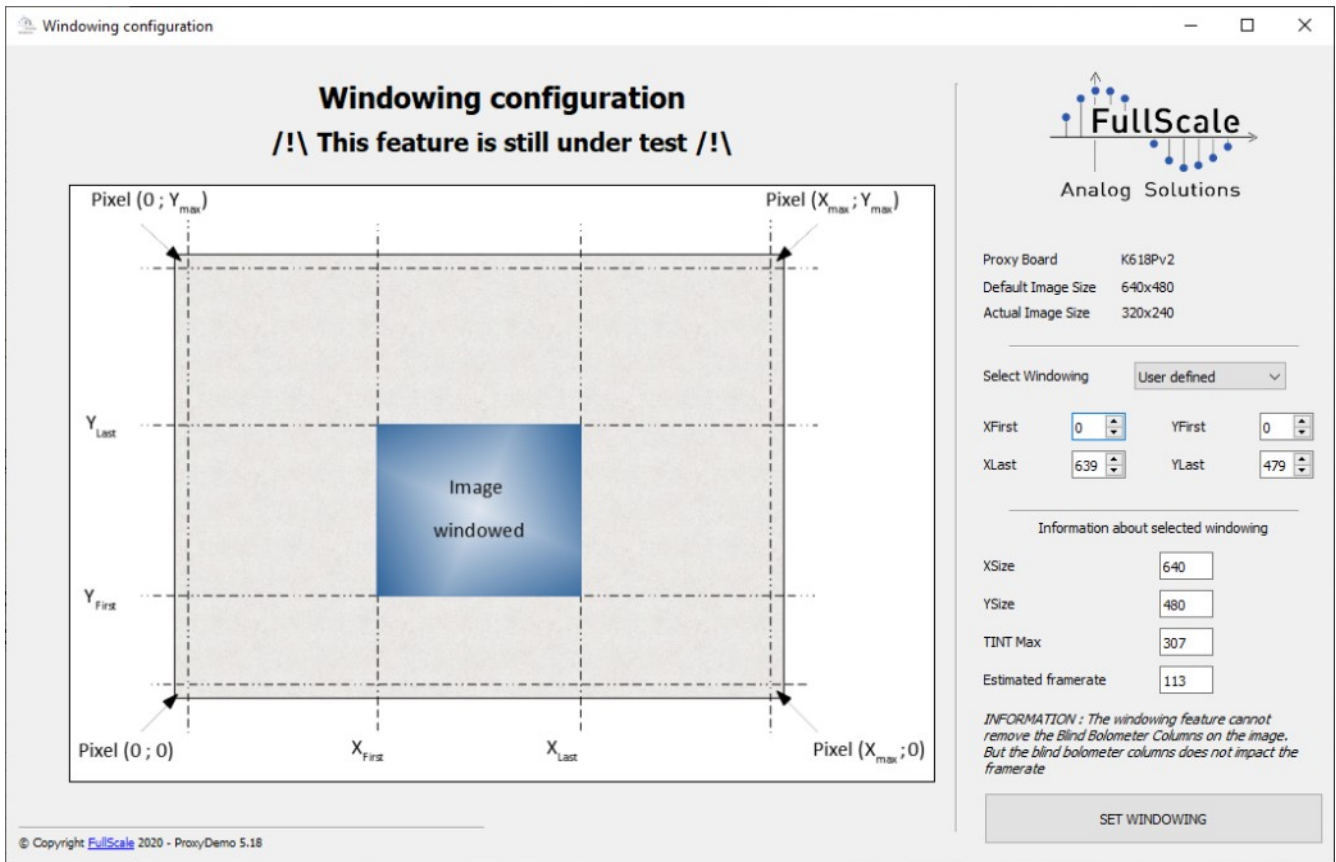 Windowing configuration
Windowing configuration
/!\ This feature is still under test /!\
Pixel (0 ; Ymax)
Pixel (Xmax ; Ymax)
YLast
Image
windowed
YFirst
Pixel (0 ; 0)
XFirst
XLast
Pixel (Xmax ; 0)
© Copyright FullScale 2020 - ProxyDemo 5.18
FullScale
Analog Solutions
Proxy Board K618Pv2
Default Image Size 640x480
Actual Image Size 320x240
Select Windowing User defined
XFirst 0 YFirst 0
XLast 639 YLast 479
Information about selected windowing
XSize 640
YSize 480
TINT Max 307
Estimated framerate 113
INFORMATION : The windowing feature cannot
remove the Blind Bolometer Columns on the image.
But the blind bolometer columns does not impact the
framerate
SET WINDOWING